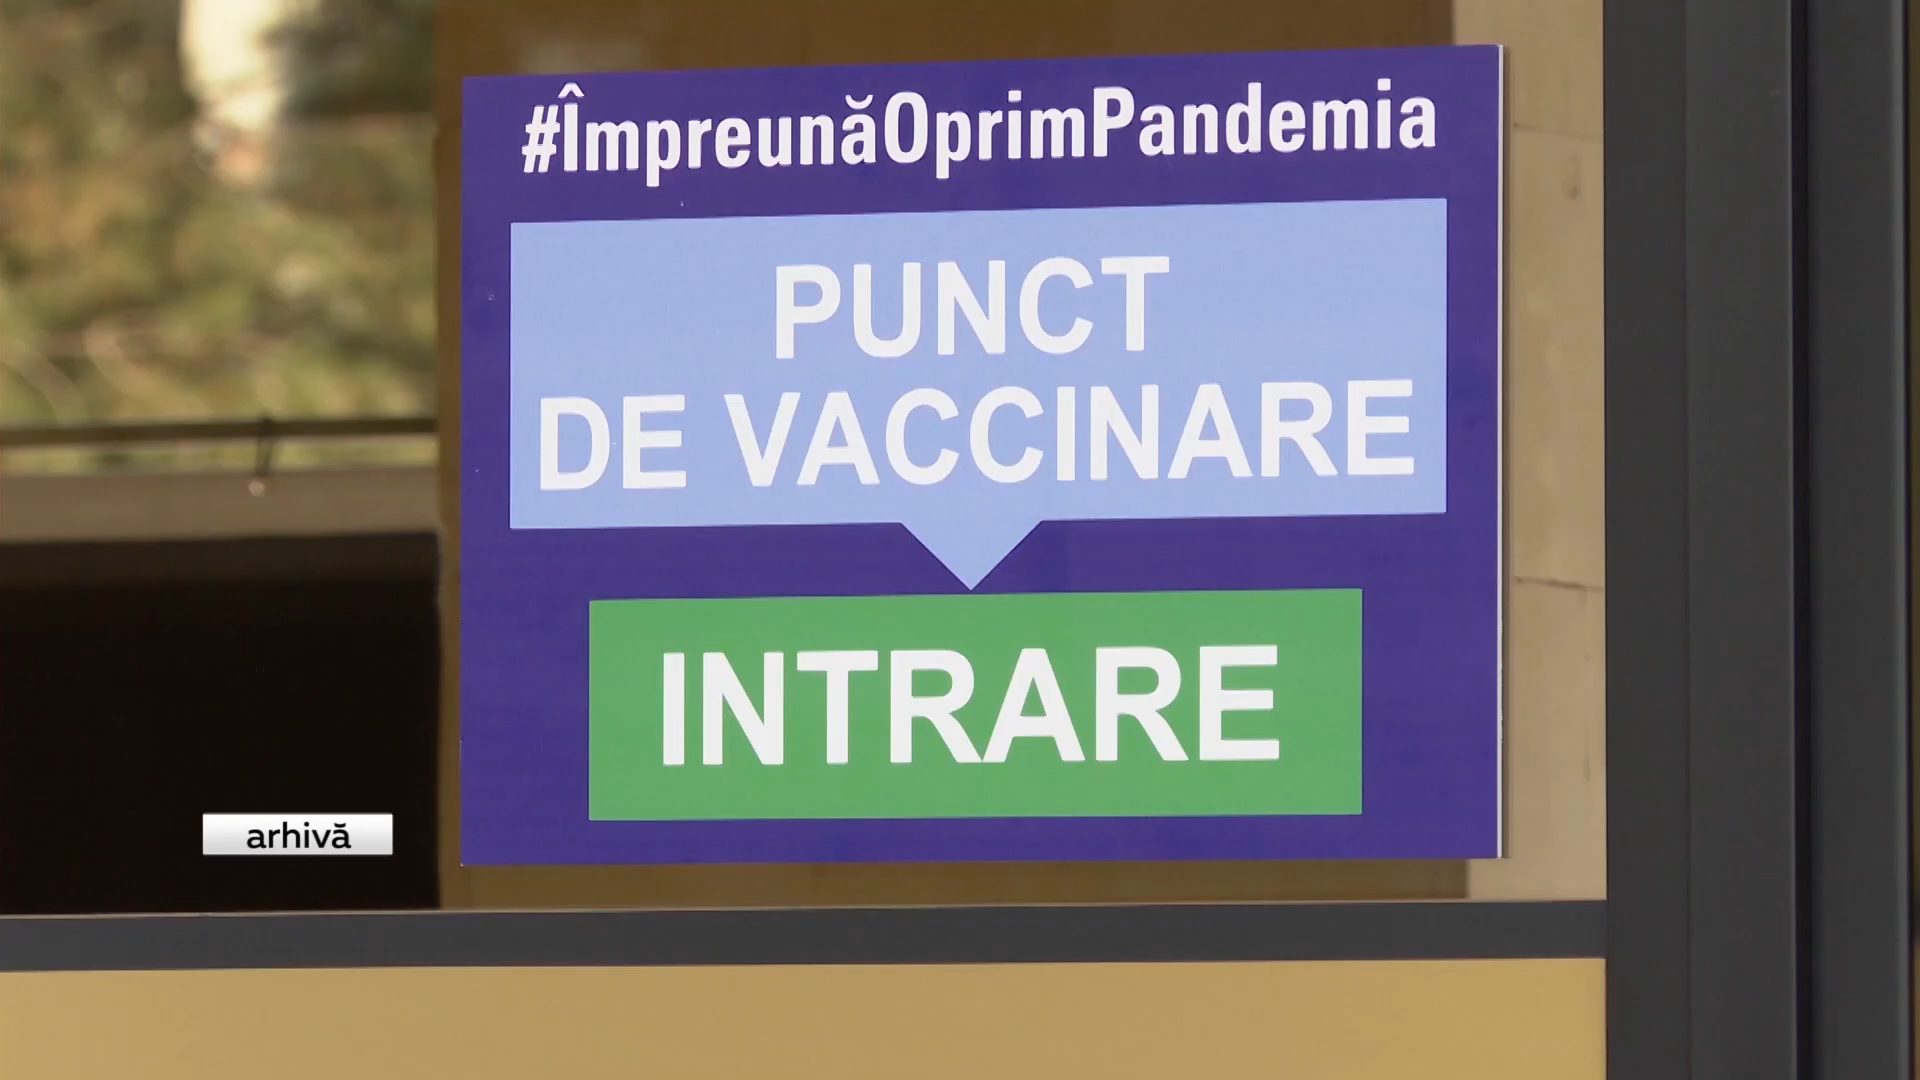 #ÎmpreunăOprimPandemia
PUNCT
DE VACCINARE
INTRARE
arhivă